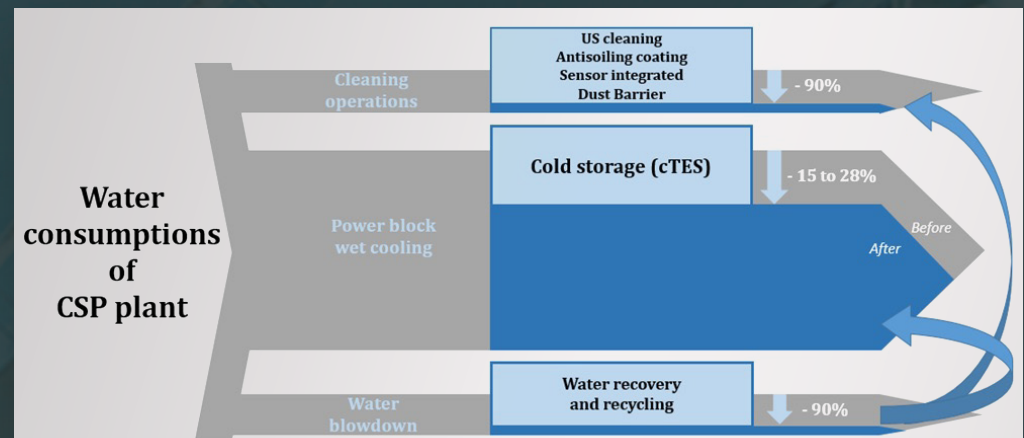 Water
consumptions
of
CSP plant
Cleaning
operations
US cleaning
Antisoiling coating
Sensor integrated
Dust Barrier
- 90%
Power block
wet cooling
Cold storage (cTES)
- 15 to 28%
Before
After
Water
blowdown
Water recovery
and recycling
- 90%